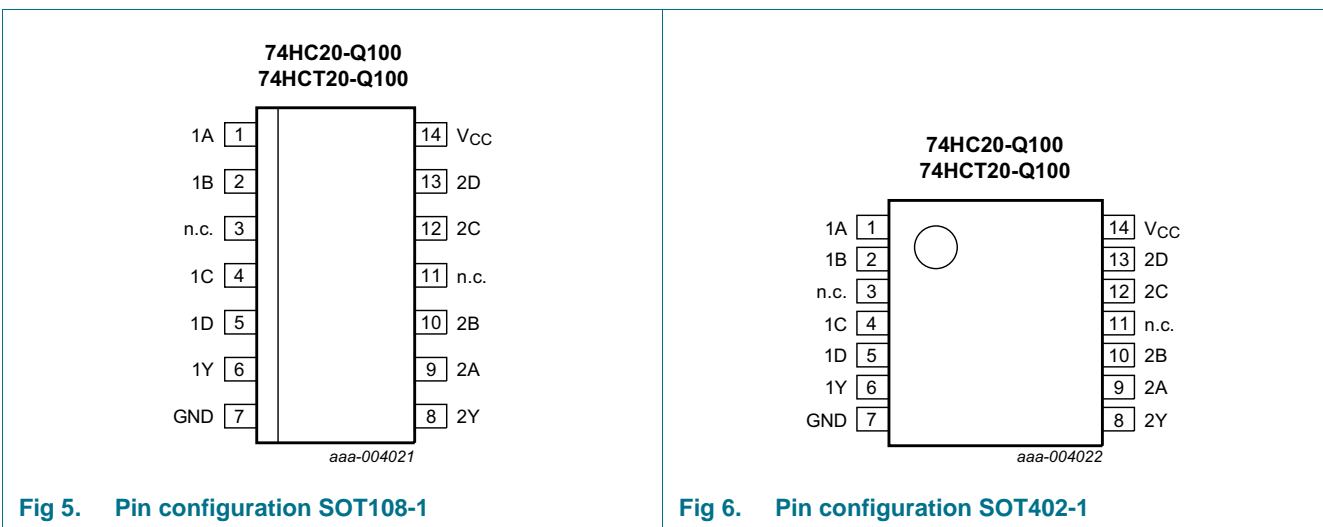 74HC20-Q100
74HCT20-Q100
1A 1 14 VCC
1B 2 13 2D
n.c. 3 12 2C
1C 4 11 n.c.
1D 5 10 2B
1Y 6 9 2A
GND 7 8 2Y
aaa-004021
Fig 5. Pin configuration SOT108-1
74HC20-Q100
74HCT20-Q100
1A 1 14 VCC
1B 2 13 2D
n.c. 3 12 2C
1C 4 11 n.c.
1D 5 10 2B
1Y 6 9 2A
GND 7 8 2Y
aaa-004022
Fig 6. Pin configuration SOT402-1